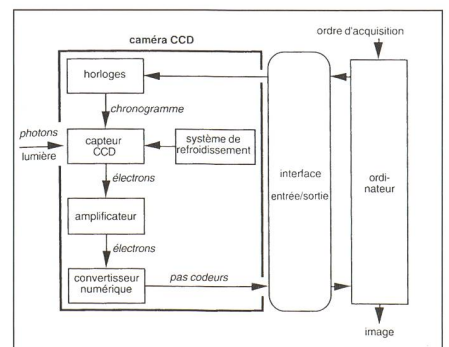 ordre d'acquisition
caméra CCD
horloges
chronogramme
photons
lumière
capteur
CCD
système de
refroidissement
électrons
amplificateur
électrons
convertisseur
numérique
pas codeurs
interface
entrée/sortie
ordi-
nateur
image